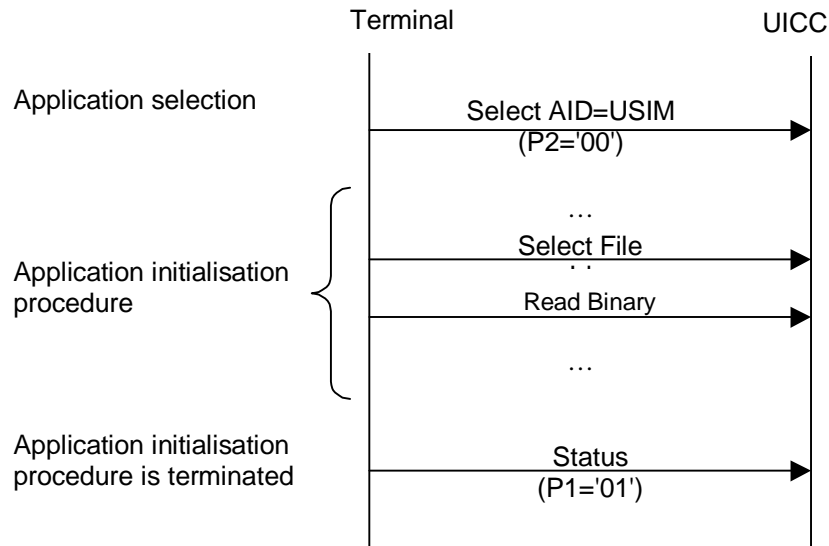 Terminal
UICC
Application selection
Select AID=USIM
(P2='00')
...
Select File
. .
Application initialisation
procedure
Read Binary
...
Application initialisation
procedure is terminated
Status
(P1='01')